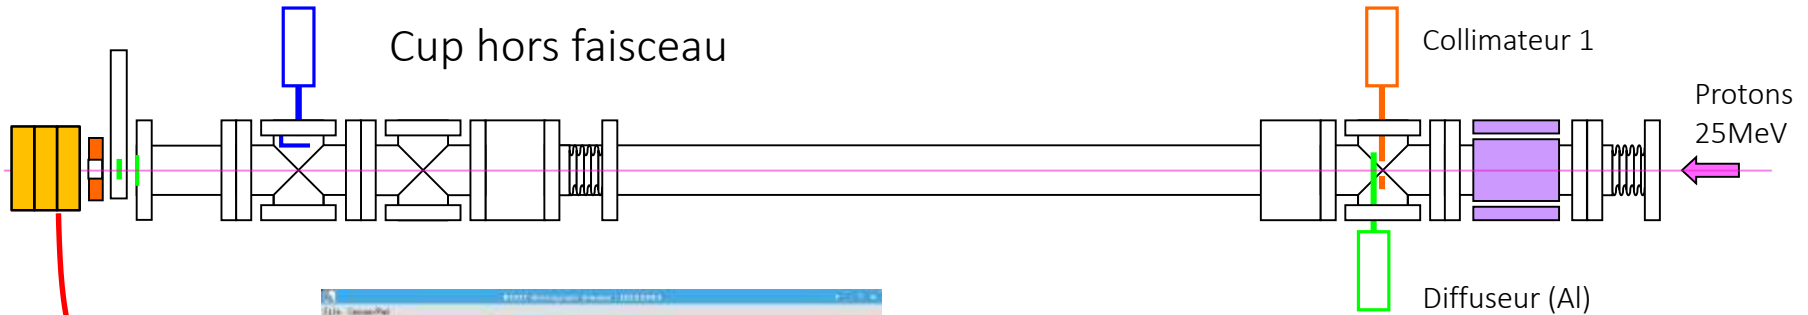 Cup hors faisceau
Collimateur 1
Protons
25MeV
Diffuseur (Al)